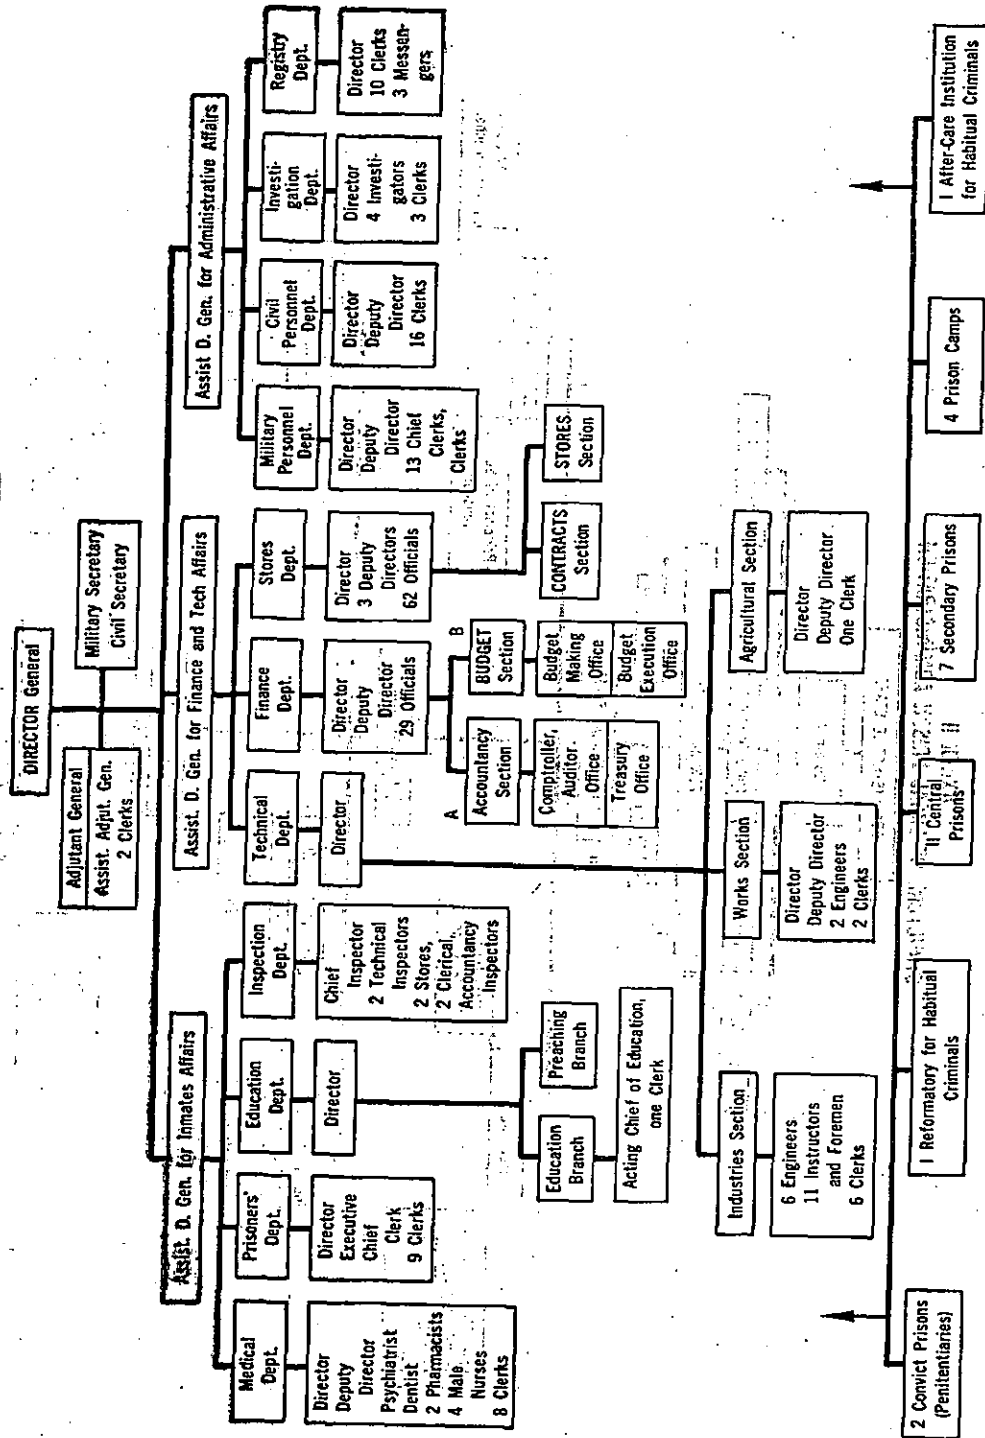 DIRECTOR General
Adjutant General
Assist. Adjut. Gen.
2 Clerks
Military Secretary
Civil Secretary
Assist. D. Gen. for Inmates Affairs
Assist. D. Gen. for Finance and Tech Affairs
Assist D. Gen. for Administrative Affairs
Medical
Dept.
Prisoners'
Dept.
Education
Dept.
Inspection
Dept.
Technical
Dept.
Finance
Dept.
Stores
Dept.
Military
Personnel
Dept.
Civil
Personnel
Dept.
Investi-
gation
Dept.
Registry
Dept.
Director
Deputy
Director
Psychiatrist
Dentist
2 Pharmacists
4 Male
Nurses
8 Clerks
Director
Executive
Chief
Clerk
9 Clerks
Director
Chief
Inspector
2 Technical
Inspectors
2 Stores,
2 Clerical,
Accountancy
Inspectors
Director
Director
Deputy
Director
29 Officials
Director
3 Deputy
Directors
62 Officials
Director
Deputy
Director
13 Chief
Clerks,
Clerks
Director
Deputy
Director
16 Clerks
Director
4 Investi-
gators
3 Clerks
Director
10 Clerks
3 Messen-
gers
Education
Branch
Preaching
Branch
Acting Chief of Education,
one Clerk
A
Accountancy
Section
Comptroller,
Auditor
Office
Treasury
Office
B
BUDGET
Section
Budget
Making
Office
Budget
Execution
Office
CONTRACTS
Section
STORES
Section
Industries Section
6 Engineers
11 Instructors
and Foremen
6 Clerks
Works Section
Director
Deputy Director
2 Engineers
2 Clerks
Agricultural Section
Director
Deputy Director
One Clerk
2 Convict Prisons
(Penitentiaries)
1 Reformatory for Habitual
Criminals
11 Central
Prisons
7 Secondary Prisons
4 Prison Camps
1 After-Care Institution
for Habitual Criminals